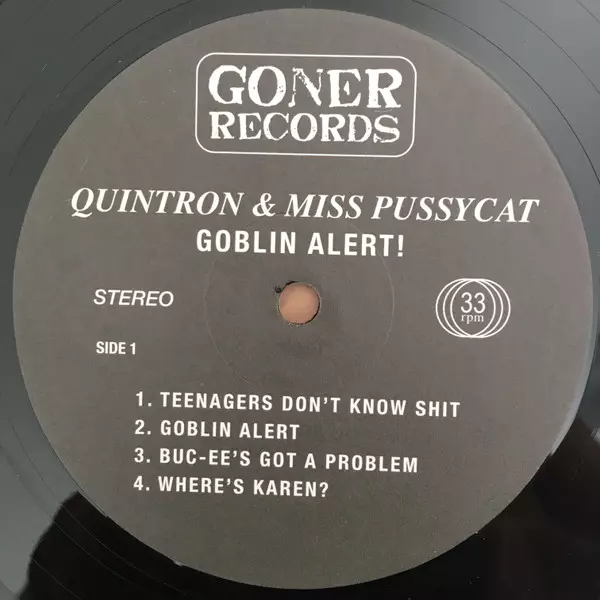 GONER
RECORDS
QUINTRON & MISS PUSSYCAT
GOBLIN ALERT!
STEREO
33
rpm
SIDE 1
1. TEENAGERS DON'T KNOW SHIT
2. GOBLIN ALERT
3. BUC-EE'S GOT A PROBLEM
4. WHERE'S KAREN?